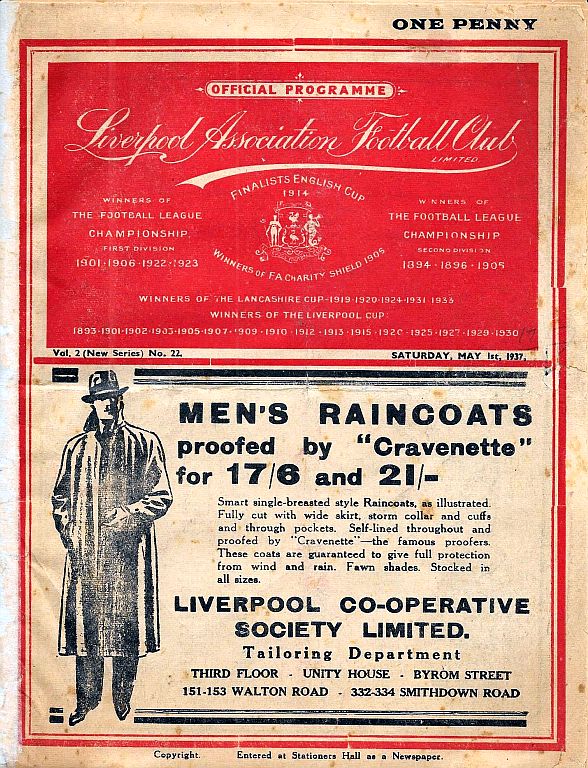 ONE PENNY
OFFICIAL PROGRAMME
Liverpool Association Football Club
LIMITED.
FINALISTS ENGLISH CUP
1914
WINNERS OF F.A CHARITY SHIELD 1906
WINNERS OF
THE FOOTBALL LEAGUE
CHAMPIONSHIP
FIRST DIVISION
1901·1906·1922·1923
WINNERS OF
THE FOOTBALL LEAGUE
CHAMPIONSHIP
SECOND DIVISION
1894·1896·1905
WINNERS OF THE LANCASHIRE CUP·1919·1920·1924·1931·1933
WINNERS OF THE LIVERPOOL CUP
1893·1901·1902·1903·1905·1907·1909·1910·1912·1913·1915·1920·1925·1927·1929·1930
Vol. 2 (New Series) No. 22.
SATURDAY, MAY 1st, 1937.
MEN'S RAINCOATS
proofed by "Cravenette"
for 17/6 and 21/-
Smart single-breasted style Raincoats, as illustrated.
Fully cut with wide skirt, storm collar and cuffs
and through pockets. Self-lined throughout and
proofed by "Cravenette"—the famous proofers.
These coats are guaranteed to give full protection
from wind and rain. Fawn shades. Stocked in
all sizes.
LIVERPOOL CO-OPERATIVE
SOCIETY LIMITED.
Tailoring Department
THIRD FLOOR - UNITY HOUSE - BYROM STREET
151-153 WALTON ROAD - 332-334 SMITHDOWN ROAD
Copyright. Entered at Stationers Hall as a Newspaper.